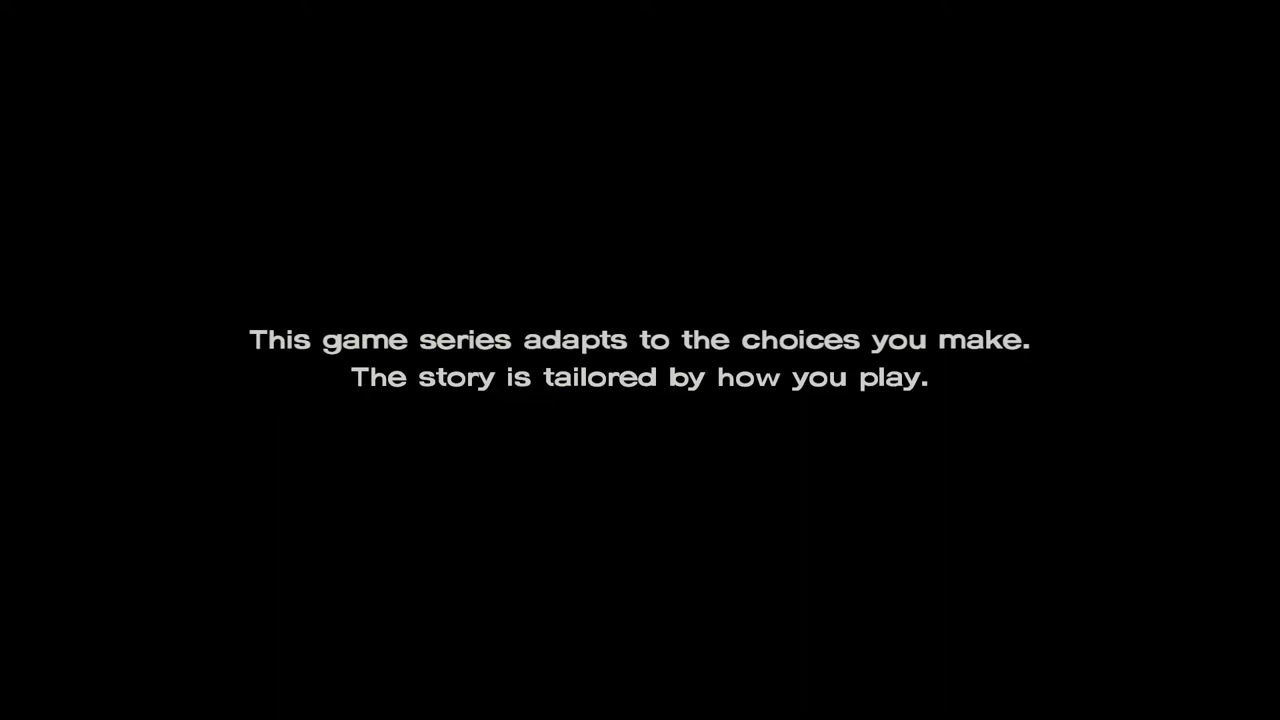 This game series adapts to the choices you make.
The story is tailored by how you play.